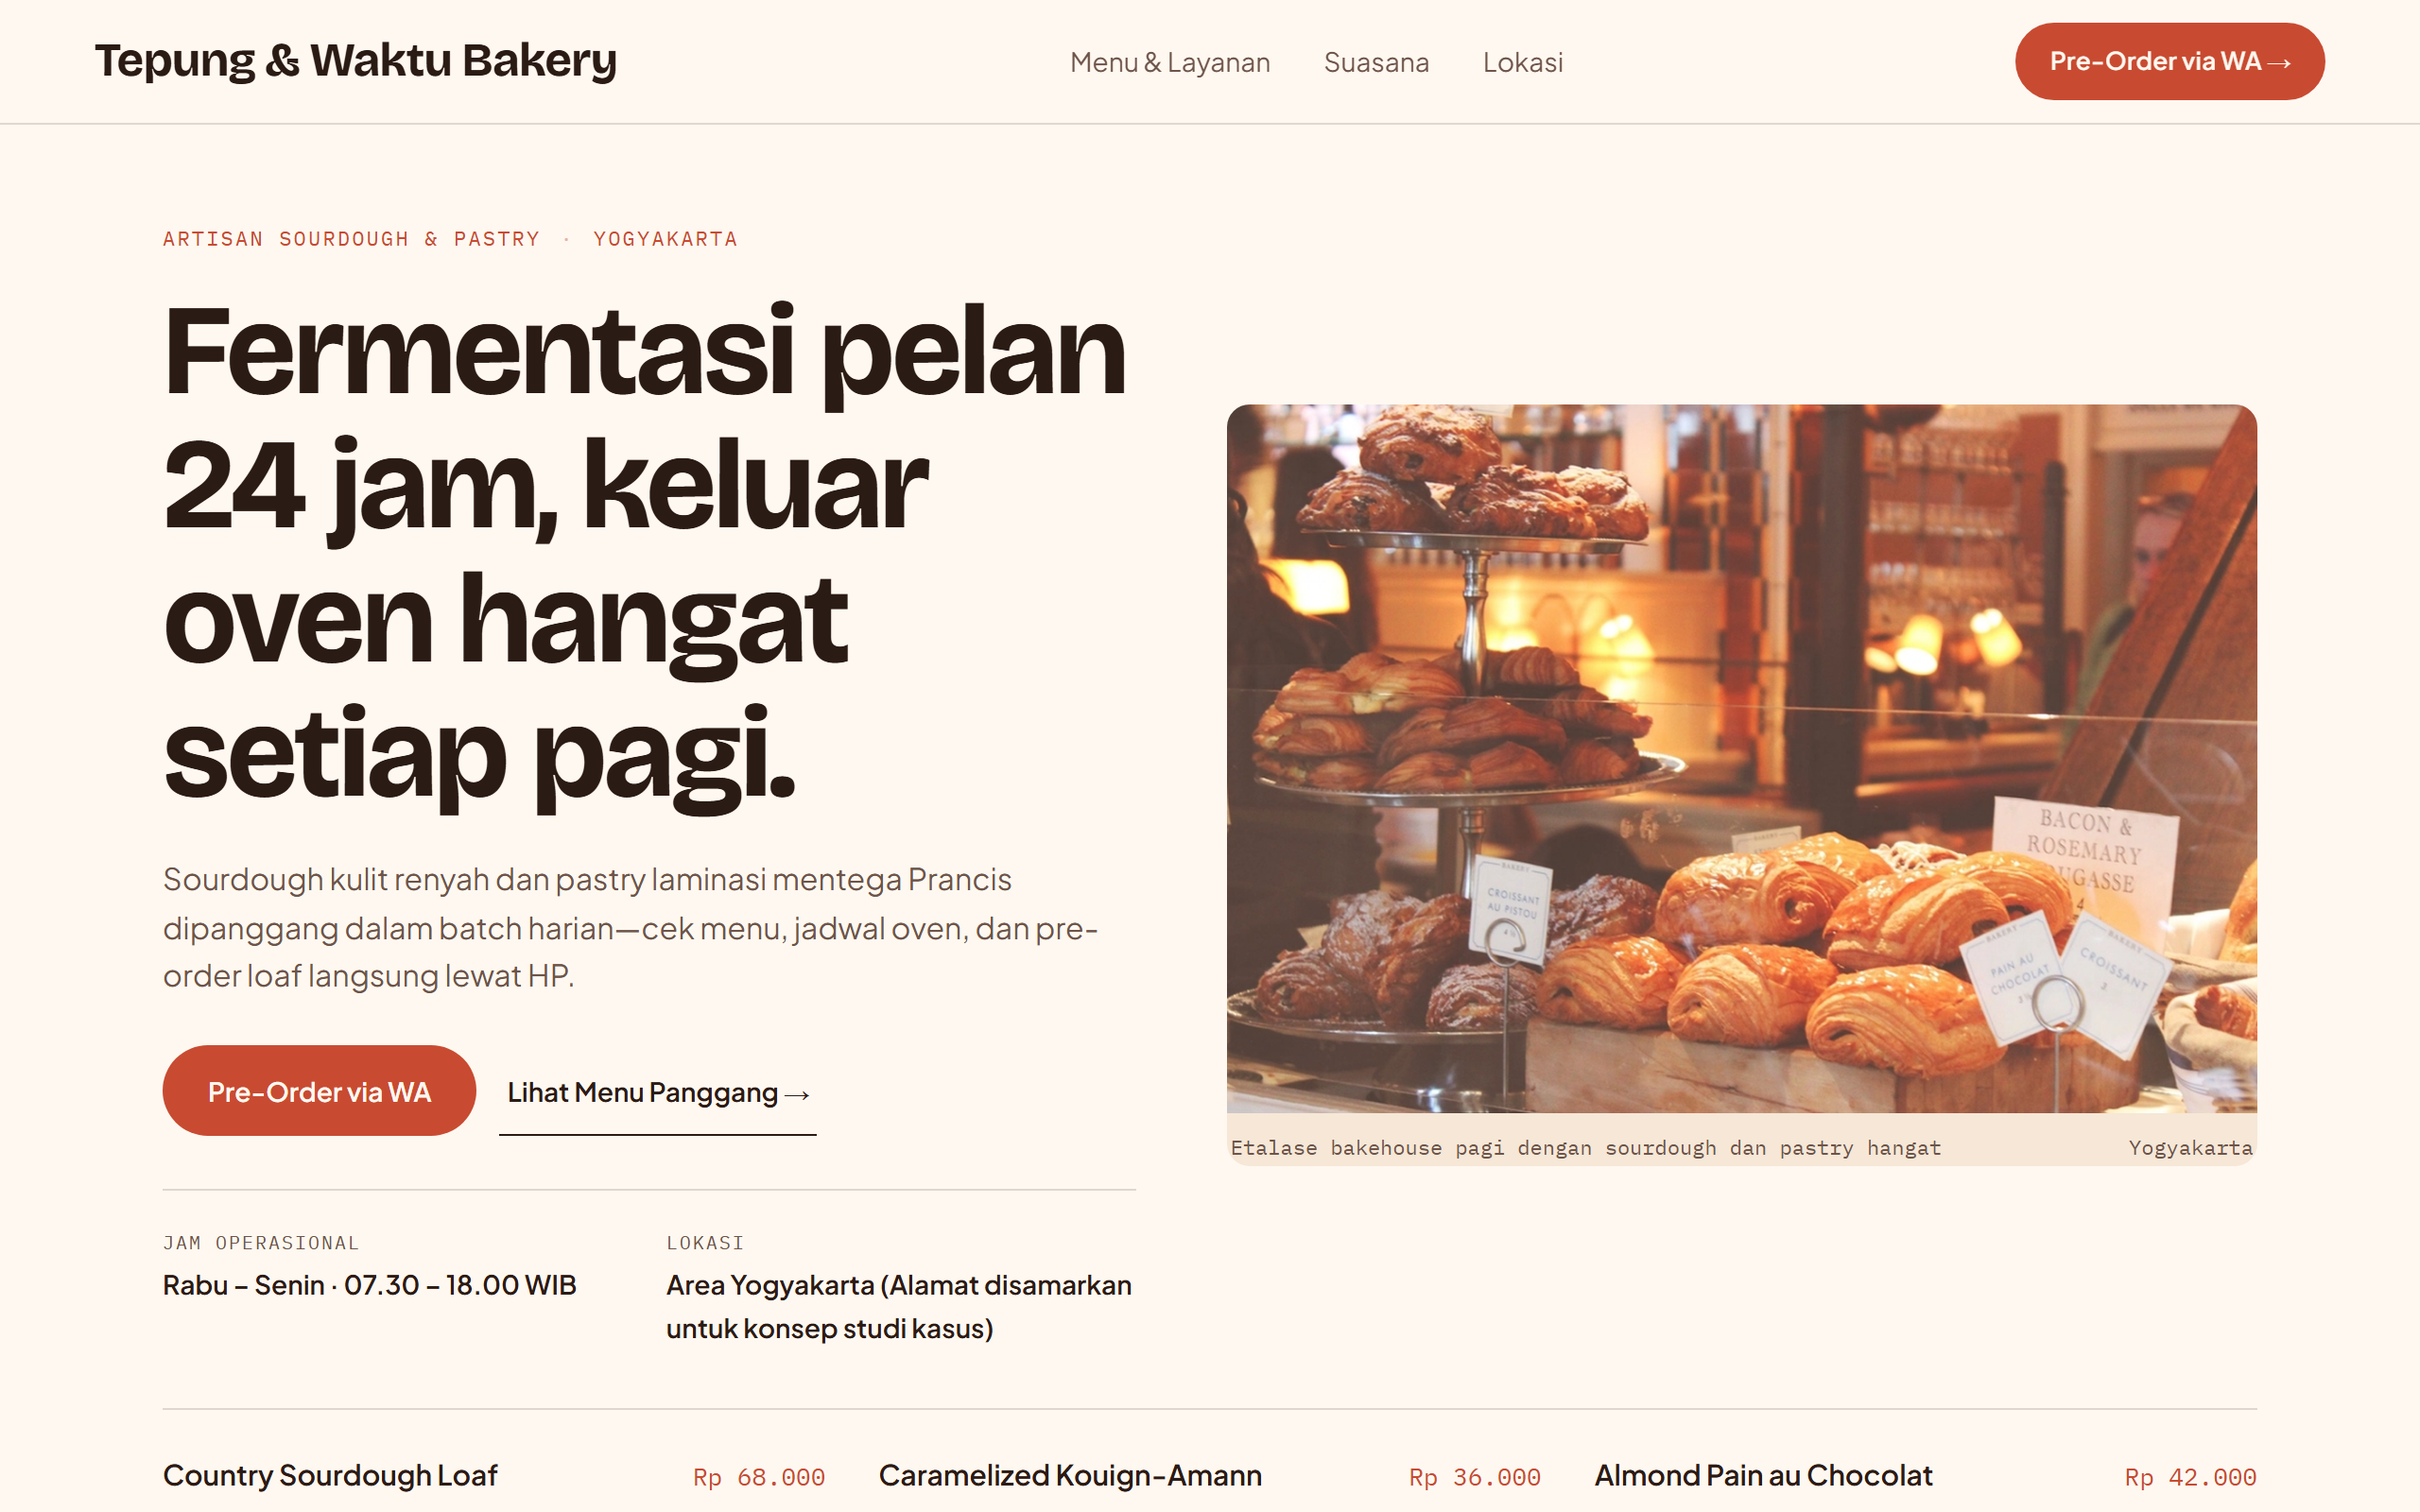 Tepung & Waktu Bakery
Menu & Layanan
Suasana
Lokasi
Pre-Order via WA →
ARTISAN SOURDOUGH & PASTRY · YOGYAKARTA
Fermentasi pelan
24 jam, keluar
oven hangat
setiap pagi.
Sourdough kulit renyah dan pastry laminasi mentega Prancis
dipanggang dalam batch harian—cek menu, jadwal oven, dan pre-
order loaf langsung lewat HP.
Pre-Order via WA
Lihat Menu Panggang →
BACON &
ROSEMARY
BAKERY
CROISSANT
AU PISTOU
BAKERY
PAIN AU
CHOCOLAT
BAKERY
CROISSANT
Etalase bakehouse pagi dengan sourdough dan pastry hangat
Yogyakarta
JAM OPERASIONAL
Rabu – Senin · 07.30 – 18.00 WIB
LOKASI
Area Yogyakarta (Alamat disamarkan
untuk konsep studi kasus)
Country Sourdough Loaf
Rp 68.000
Caramelized Kouign-Amann
Rp 36.000
Almond Pain au Chocolat
Rp 42.000